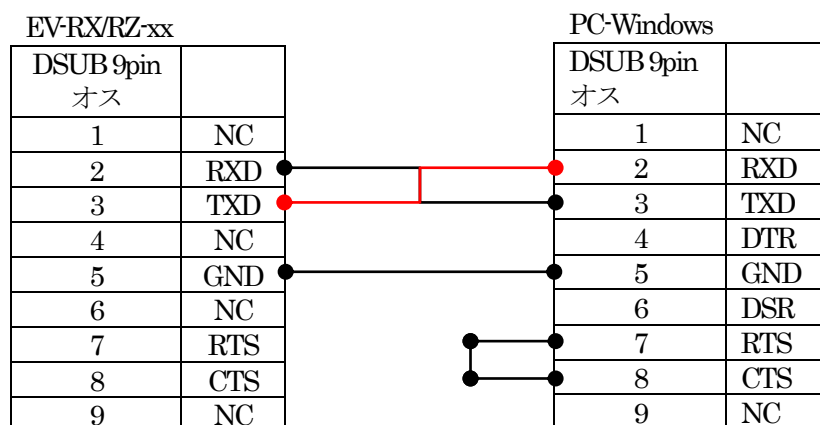 EV-RX/RZ-xx
DSUB 9pin
オス
1 NC
2 RXD
3 TXD
4 NC
5 GND
6 NC
7 RTS
8 CTS
9 NC
PC-Windows
DSUB 9pin
オス
1 NC
2 RXD
3 TXD
4 DTR
5 GND
6 DSR
7 RTS
8 CTS
9 NC